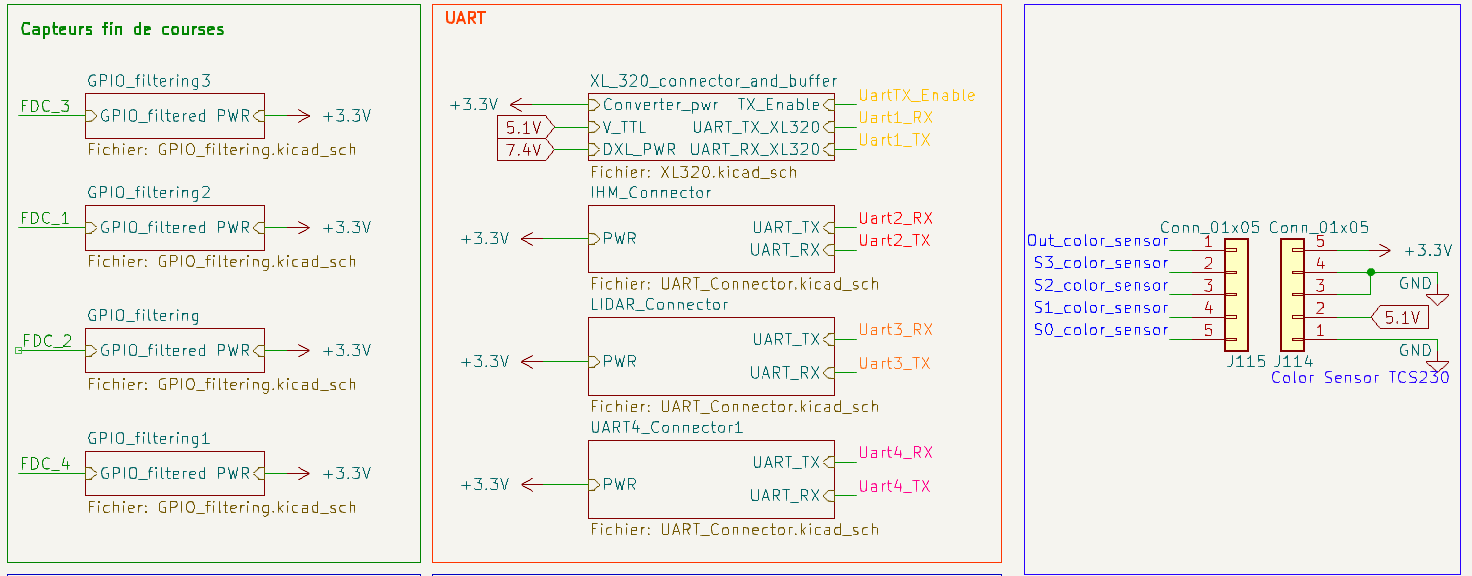 Capteurs fin de courses
GPIO_filtering3
FDC_3
GPIO_filtered PWR
+3.3V
Fichier: GPIO_filtering.kicad_sch
GPIO_filtering2
FDC_1
GPIO_filtered PWR
+3.3V
Fichier: GPIO_filtering.kicad_sch
GPIO_filtering
FDC_2
GPIO_filtered PWR
+3.3V
Fichier: GPIO_filtering.kicad_sch
GPIO_filtering1
FDC_4
GPIO_filtered PWR
+3.3V
Fichier: GPIO_filtering.kicad_sch
UART
XL_320_connector_and_buffer
+3.3V Converter_pwr TX_Enable UartTX_Enable
5.1V V_TTL UART_TX_XL320 Uart1_RX
7.4V DXL_PWR UART_RX_XL320 Uart1_TX
Fichier: XL320.kicad_sch
IHM_Connector
UART_TX Uart2_RX
+3.3V PWR
UART_RX Uart2_TX
Fichier: UART_Connector.kicad_sch
LIDAR_Connector
UART_TX Uart3_RX
+3.3V PWR
UART_RX Uart3_TX
Fichier: UART_Connector.kicad_sch
UART4_Connector1
UART_TX Uart4_RX
+3.3V PWR
UART_RX Uart4_TX
Fichier: UART_Connector.kicad_sch
Conn_01x05 Conn_01x05
Out_color_sensor 1 5 +3.3V
S3_color_sensor 2 4
S2_color_sensor 3 3 GND
S1_color_sensor 4 2 5.1V
S0_color_sensor 5 1
GND
J115 J114
Color Sensor TCS230